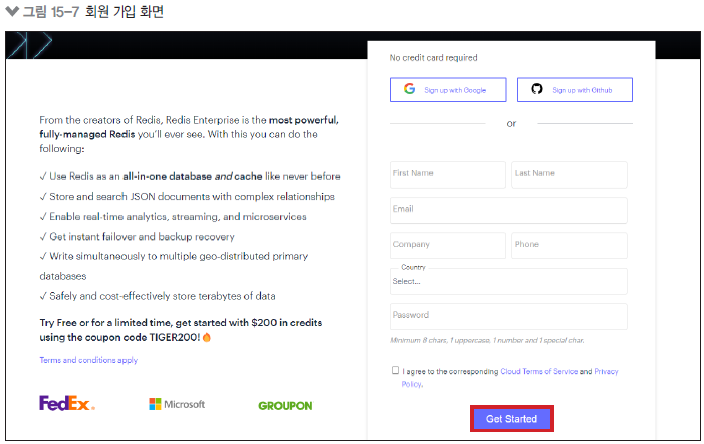 그림 15-7 회원 가입 화면
From the creators of Redis, Redis Enterprise is the most powerful,
fully-managed Redis you'll ever see. With this you can do the
following:
✓ Use Redis as an all-in-one database and cache like never before
✓ Store and search JSON documents with complex relationships
✓ Enable real-time analytics, streaming, and microservices
✓ Get instant failover and backup recovery
✓ Write simultaneously to multiple geo-distributed primary
databases
✓ Safely and cost-effectively store terabytes of data
Try Free or for a limited time, get started with $200 in credits
using the coupon code TIGER200!🔥
Terms and conditions apply
FedEx®
Microsoft
GROUPON
No credit card required
Sign up with Google
Sign up with Github
or
First Name
Last Name
Email
Company
Phone
Country
Select...
Password
Minimum 8 chars, 1 uppercase, 1 number and 1 special char.
I agree to the corresponding Cloud Terms of Service and Privacy
Policy.
Get Started